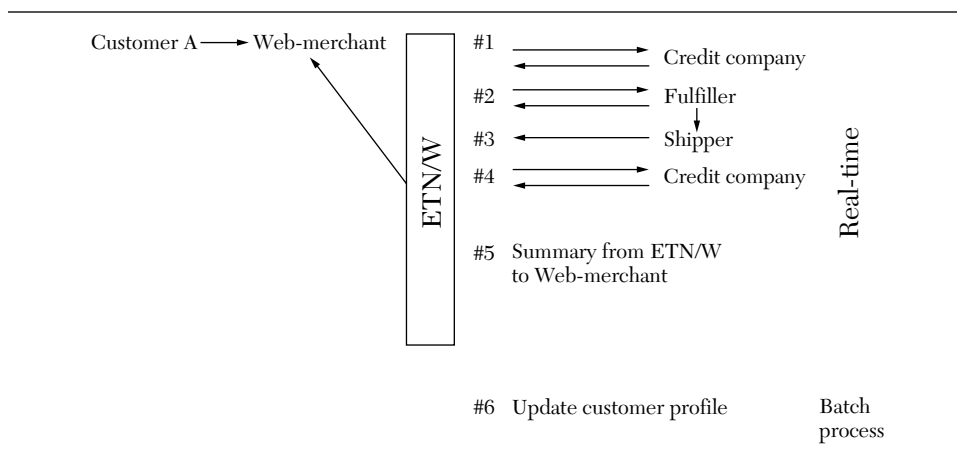 Customer A
Web-merchant
ETN/W
#1
Credit company
#2 Fulfiller
#3 Shipper
#4 Credit company
#5 Summary from ETN/W
to Web-merchant
Real-time
#6 Update customer profile
Batch
process